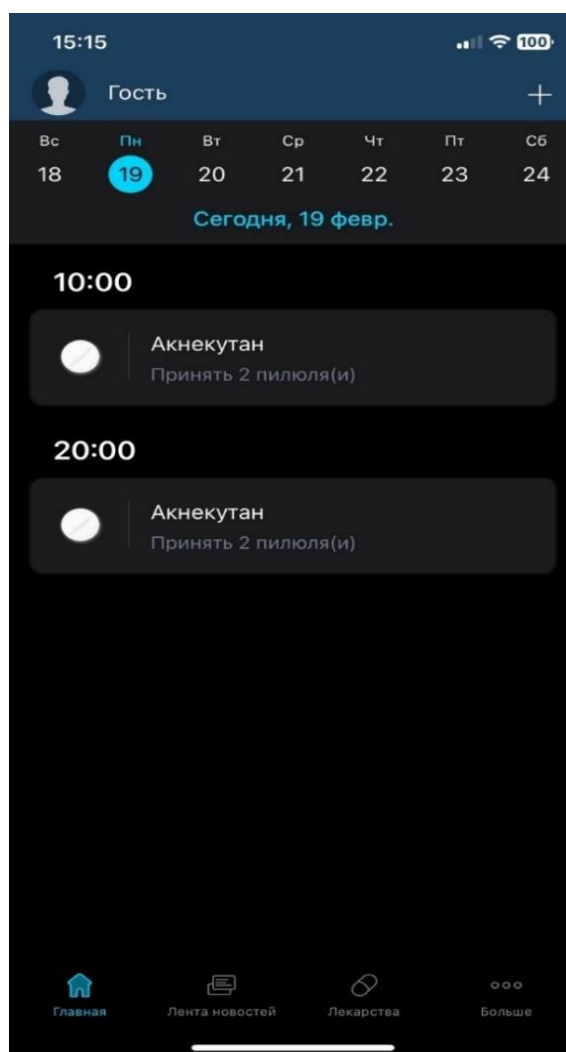 15:15 100
Гость +
Вс Пн Вт Ср Чт Пт Сб
18 19 20 21 22 23 24
Сегодня, 19 февр.
10:00
Акнекутан
Принять 2 пилюля(и)
20:00
Акнекутан
Принять 2 пилюля(и)
Главная Лента новостей Лекарства Больше